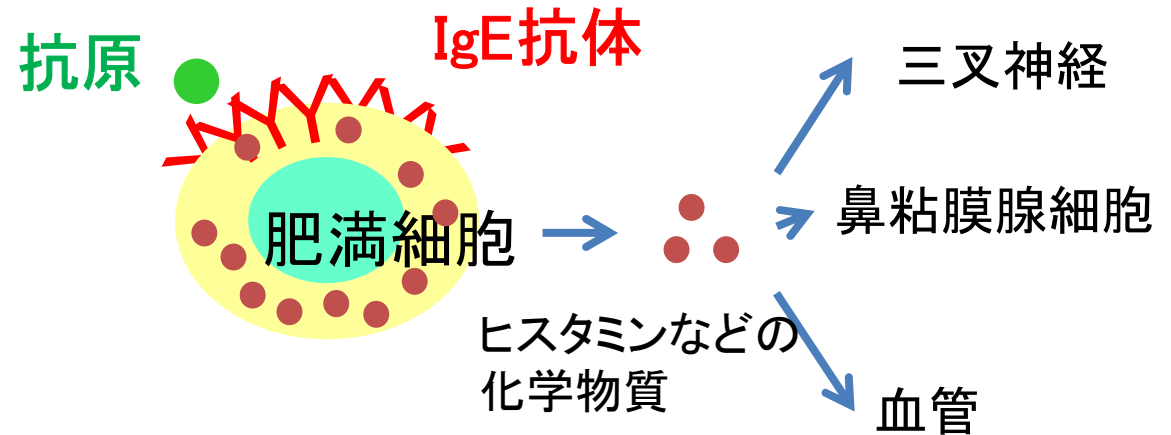 抗原
IgE抗体
三叉神経
肥満細胞
鼻粘膜腺細胞
ヒスタミンなどの
化学物質
血管